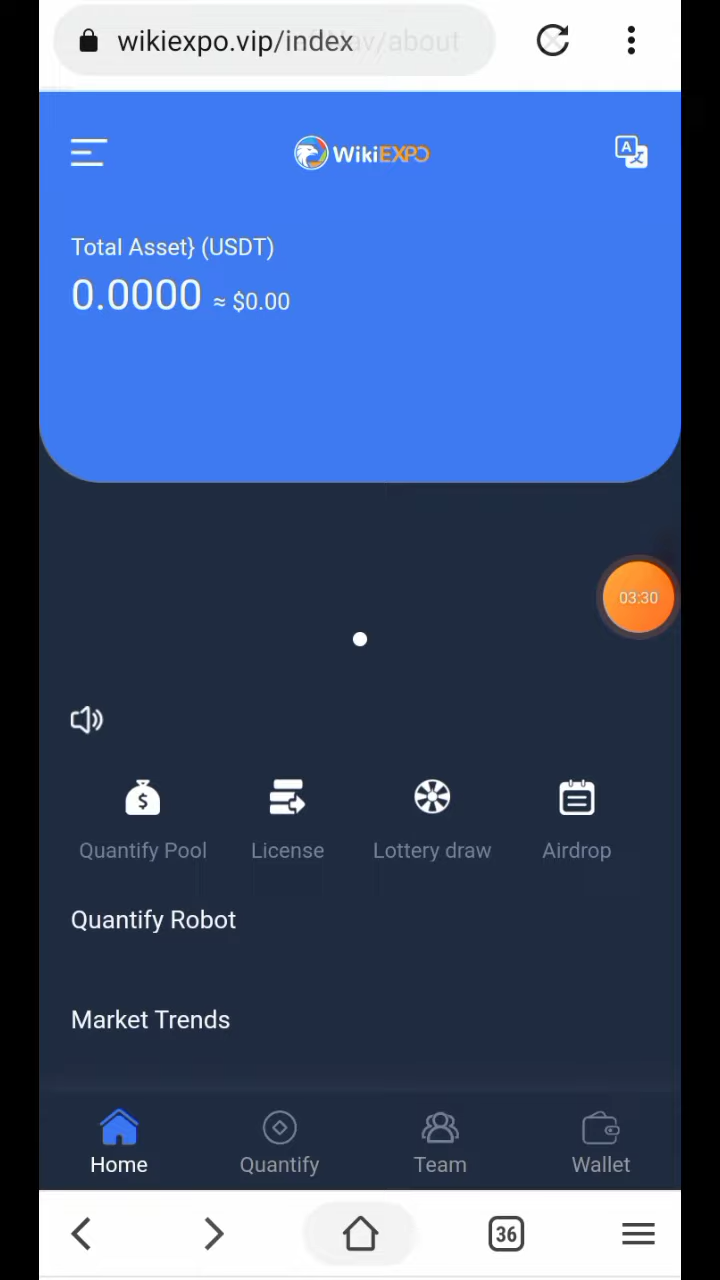 wikiexpo.vip/index
WikiEXPO
Total Asset} (USDT)
0.0000 ≈ $0.00
03:30
Quantify Pool License Lottery draw Airdrop
Quantify Robot
Market Trends
Home Quantify Team Wallet
36